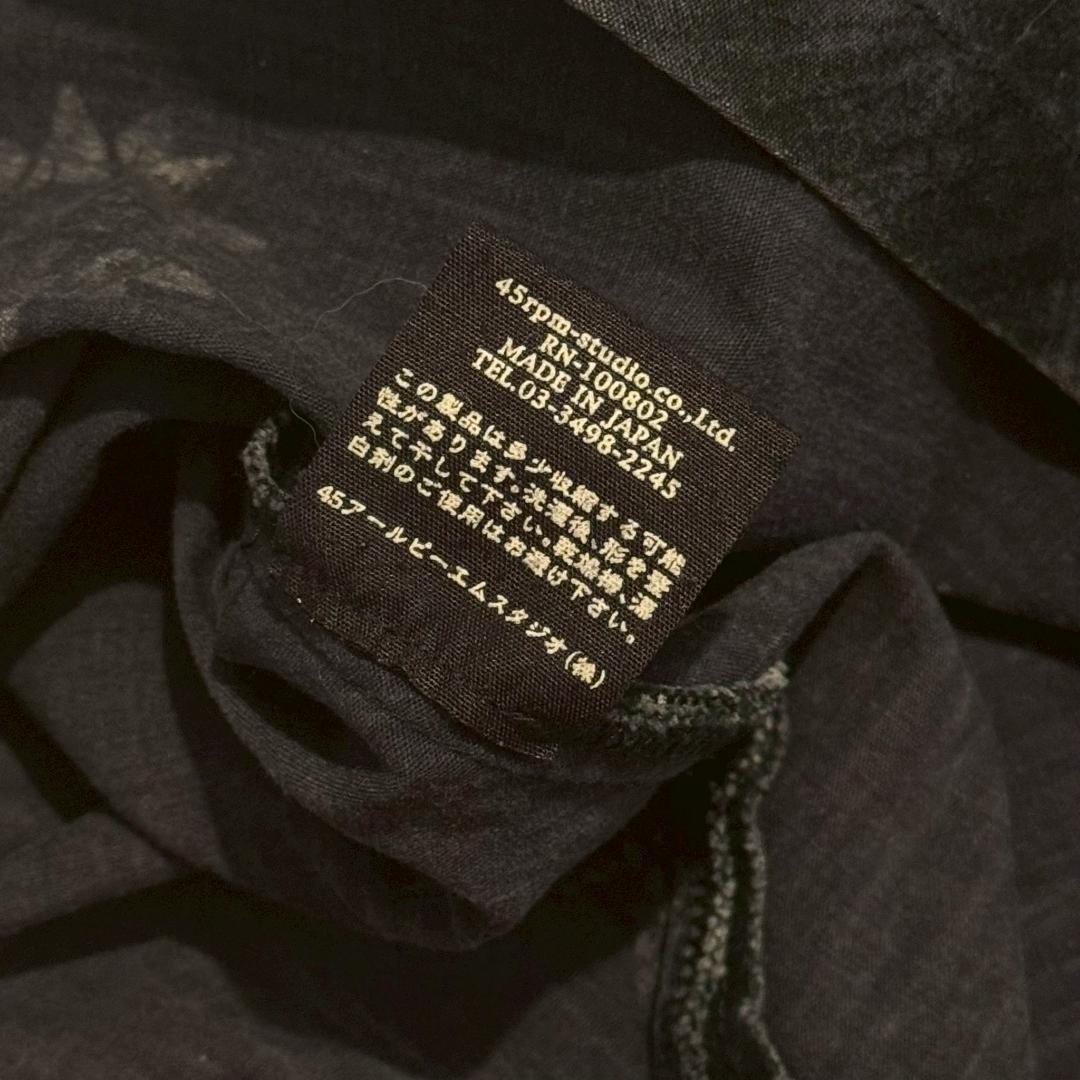 45rpm-studio.co.,Ltd.
RN-100802
MADE IN JAPAN
TEL.03-3498-2245
この製品は多少収縮する可能
性があります。洗濯後、形を整
えて干して下さい。乾燥機、漂
白剤のご使用はお避け下さい。
45アールピーエムスタジオ(株)